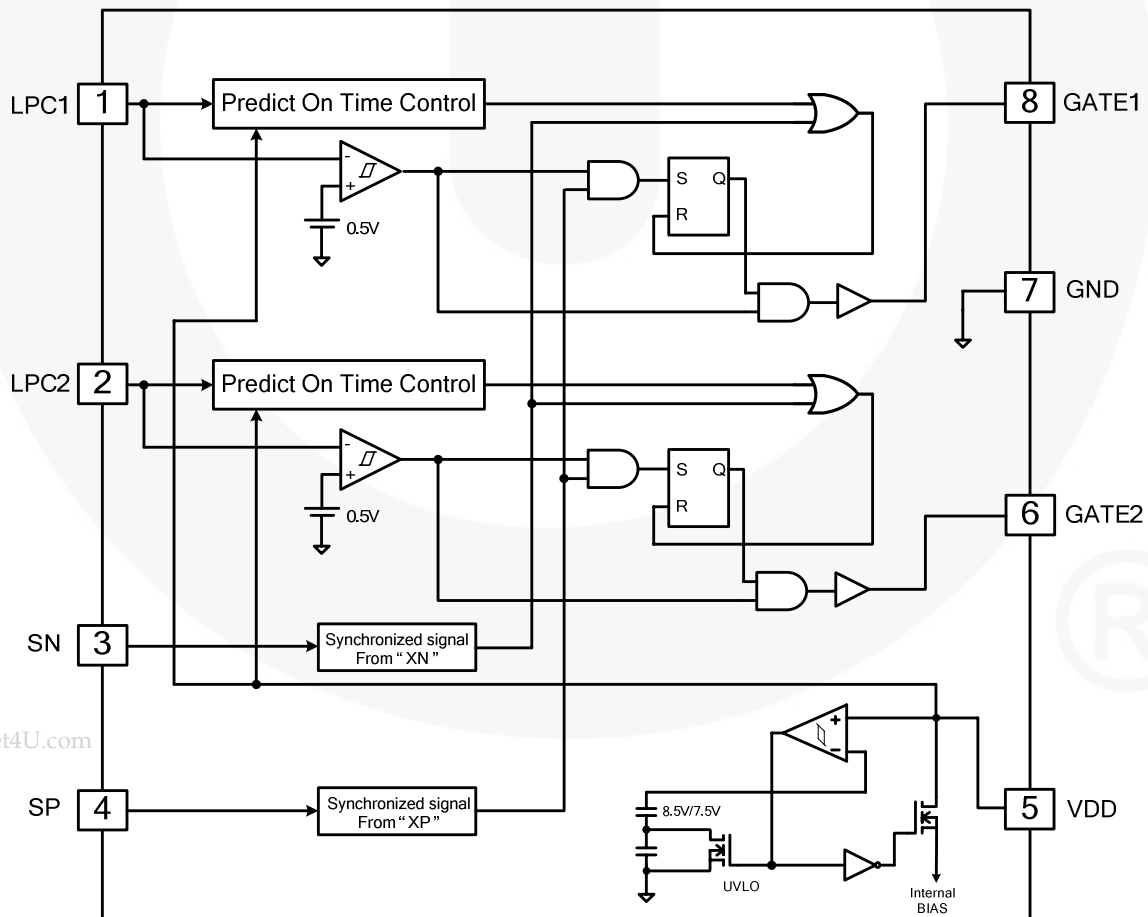 LPC1
1
Predict On Time Control
8
GATE1
-
+
0.5V
S
Q
R
7
GND
LPC2
2
Predict On Time Control
-
+
0.5V
S
Q
R
6
GATE2
®
SN
3
Synchronized signal
From “XN”
et4U.com
+
-
SP
4
Synchronized signal
From “XP”
8.5V/7.5V
5
VDD
UVLO
Internal
BIAS